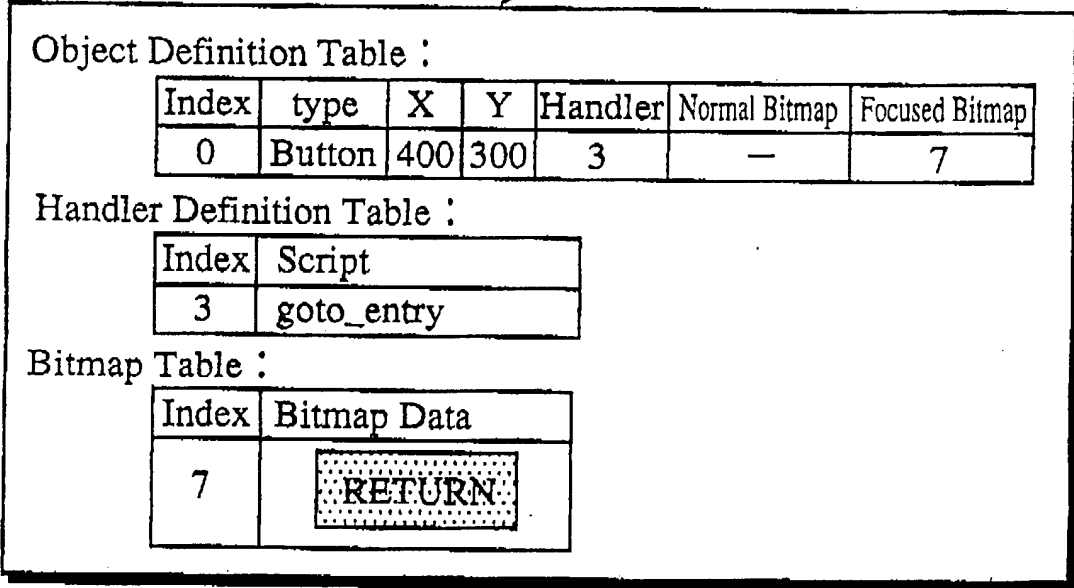 Object Definition Table :
Index type X Y Handler Normal Bitmap Focused Bitmap
0 Button 400 300 3 — 7
Handler Definition Table :
Index Script
3 goto_entry
Bitmap Table :
Index Bitmap Data
7 RETURN